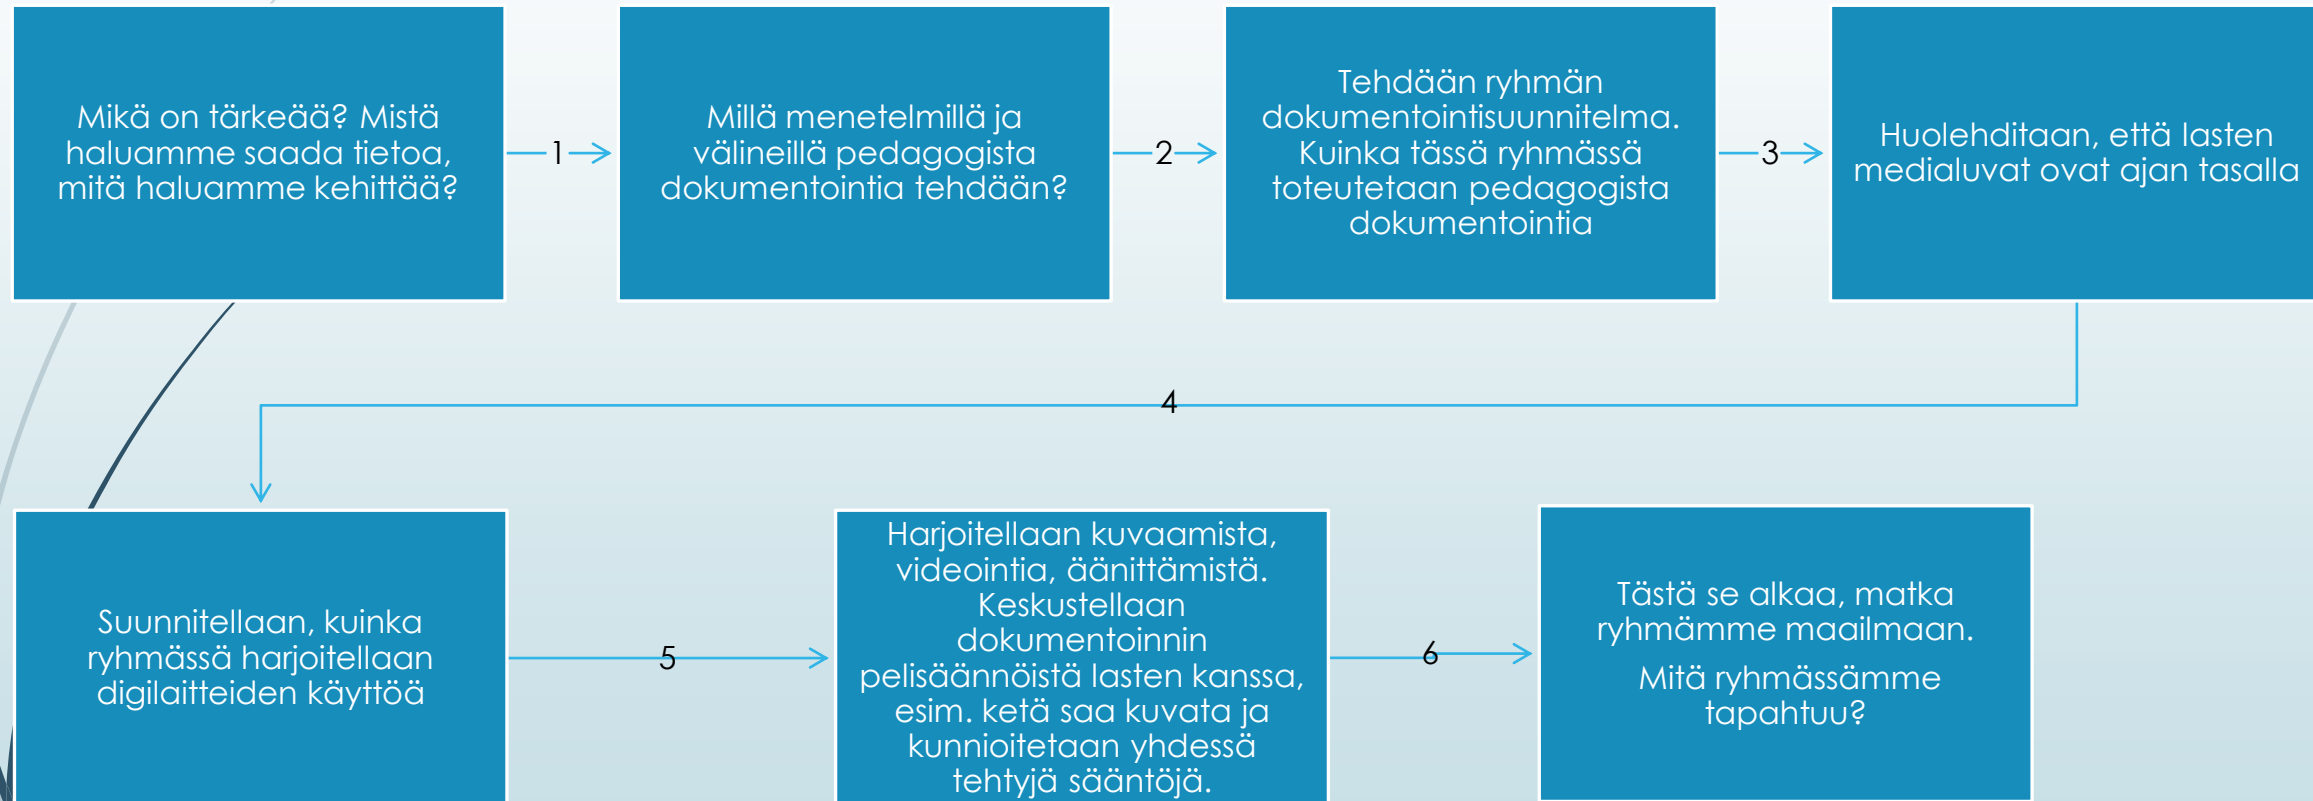 Mikä on tärkeää? Mistä
haluamme saada tietoa,
mitä haluamme kehittää?
1
Millä menetelmillä ja
välineillä pedagogista
dokumentointia tehdään?
2
Tehdään ryhmän
dokumentointisuunnitelma.
Kuinka tässä ryhmässä
toteutetaan pedagogista
dokumentointia
3
Huolehditaan, että lasten
medialuvat ovat ajan tasalla
4
Suunnitellaan, kuinka
ryhmässä harjoitellaan
digilaitteiden käyttöä
5
Harjoitellaan kuvaamista,
videointia, äänittämistä.
Keskustellaan
dokumentoinnin
pelisäännöistä lasten kanssa,
esim. ketä saa kuvata ja
kunnioitetaan yhdessä
tehtyjä sääntöjä.
6
Tästä se alkaa, matka
ryhmämme maailmaan.
Mitä ryhmässämme
tapahtuu?